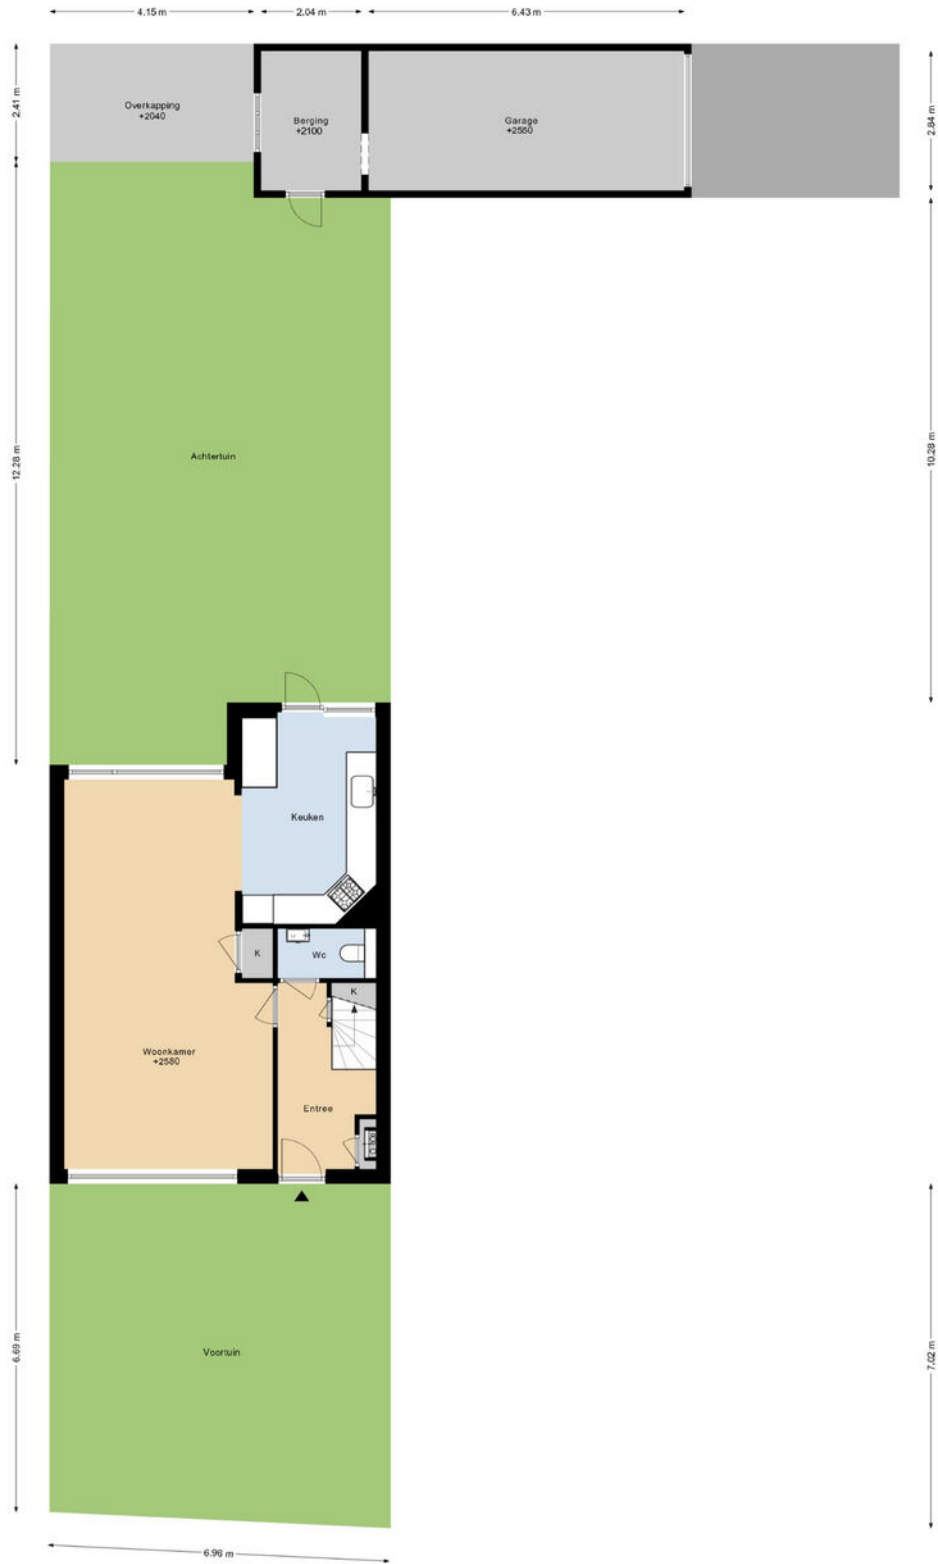 4.15 m
2.04 m
6.43 m
2.41 m
Overkapping
+2040
Berging
+2100
Garage
+2550
2.84 m
12.28 m
Achtertuin
10.28 m
Keuken
K
Wc
K
Woonkamer
+2580
Entree
6.69 m
Voortuin
7.02 m
6.96 m